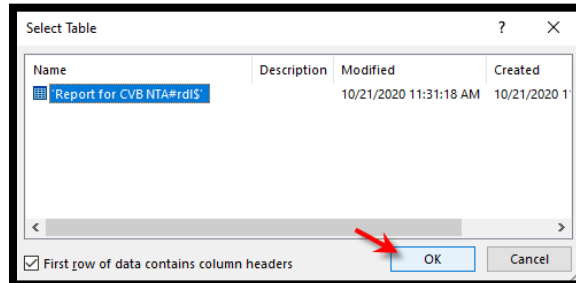 Select Table ? ×
Name Description Modified Created
'Report for CVB NTA#rdl$' 10/21/2020 11:31:18 AM 10/21/2020 1
< >
First row of data contains column headers OK Cancel